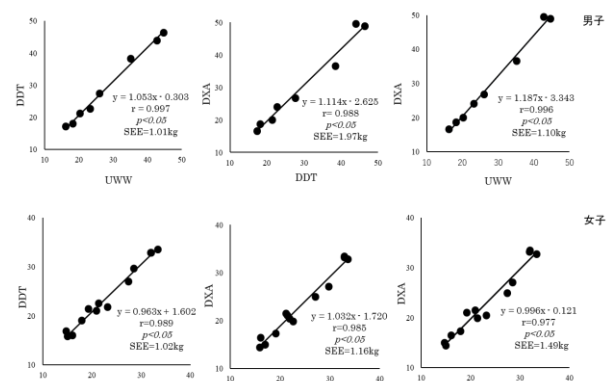 男子
50
40
30
20
10
DDT
y = 1.053x - 0.303
r = 0.997
p<0.05
SEE=1.01kg
10 20 30 40 50
UWW
50
40
30
20
10
DXA
y = 1.114x - 2.625
r= 0.988
p<0.05
SEE=1.97kg
10 20 30 40 50
DDT
50
40
30
20
10
DXA
y = 1.187x - 3.343
r=0.996
p<0.05
SEE=1.10kg
10 20 30 40 50
UWW
女子
40
30
20
10
DDT
y = 0.963x + 1.602
r=0.989
p<0.05
SEE=1.02kg
10 20 30 40
40
30
20
10
DXA
y = 1.032x - 1.720
r=0.985
p<0.05
SEE=1.16kg
10 20 30 40
40
30
20
10
DXA
y = 0.996x -0.121
r=0.977
p<0.05
SEE=1.49kg
10 20 30 40